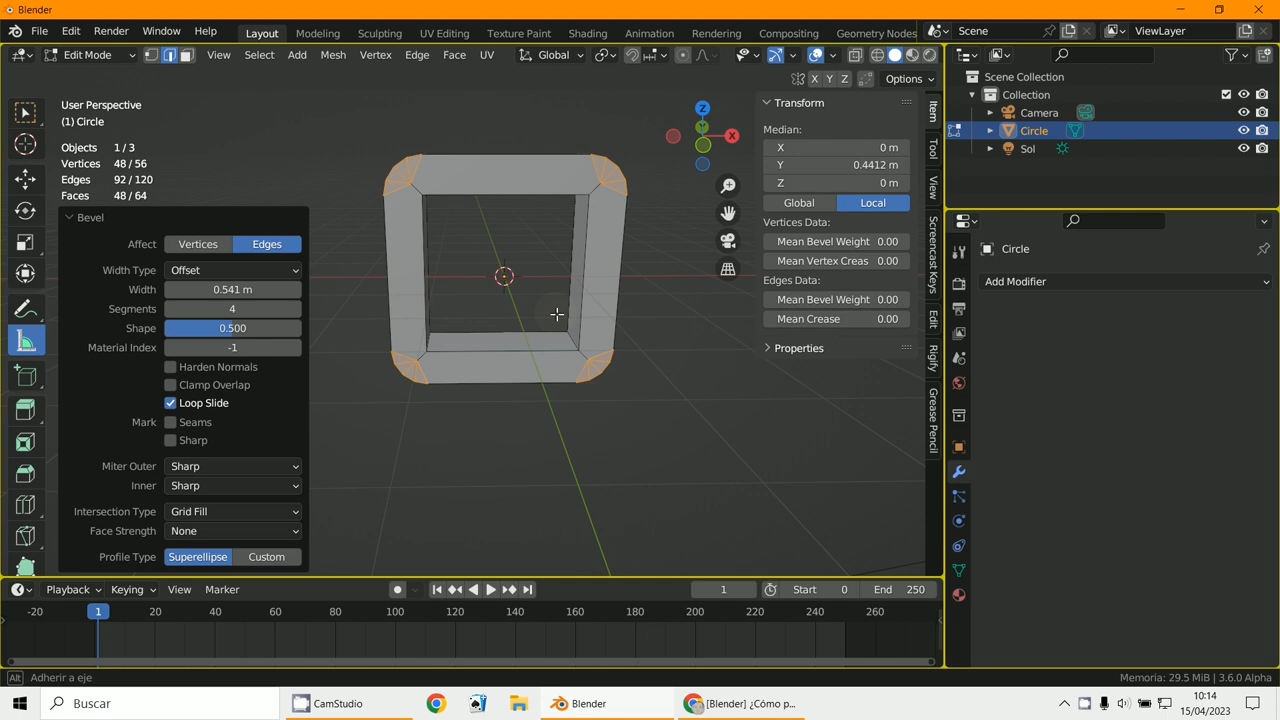 Blender
File Edit Render Window Help Layout Modeling Sculpting UV Editing Texture Paint Shading Animation Rendering Compositing Geometry Nodes Scene ViewLayer
Edit Mode View Select Add Mesh Vertex Edge Face UV Global
X Y Z Options
User Perspective
(1) Circle
Objects 1 / 3
Vertices 48 / 56
Edges 92 / 120
Faces 48 / 64
Bevel
Affect Vertices Edges
Width Type Offset
Width 0.541 m
Segments 4
Shape 0.500
Material Index -1
Harden Normals
Clamp Overlap
Loop Slide
Mark Seams
Sharp
Miter Outer Sharp
Inner Sharp
Intersection Type Grid Fill
Face Strength None
Profile Type Superellipse Custom
Z
Y
X
Transform
Median:
X 0 m
Y 0.4412 m
Z 0 m
Global Local
Vertices Data:
Mean Bevel Weight 0.00
Mean Vertex Creas 0.00
Edges Data:
Mean Bevel Weight 0.00
Mean Crease 0.00
Properties
Item
Tool
View
Screencast Keys
Edit
Rigify
Grease Pencil
Scene Collection
Collection
Camera
Circle
Sol
Circle
Add Modifier
Playback Keying View Marker 1 Start 0 End 250
-20 1 20 40 60 80 100 120 140 160 180 200 220 240 260
Alt Adherir a eje Memoria: 29.5 MiB | 3.6.0 Alpha
Buscar CamStudio Blender [Blender] ¿Cómo p... 10:14
15/04/2023